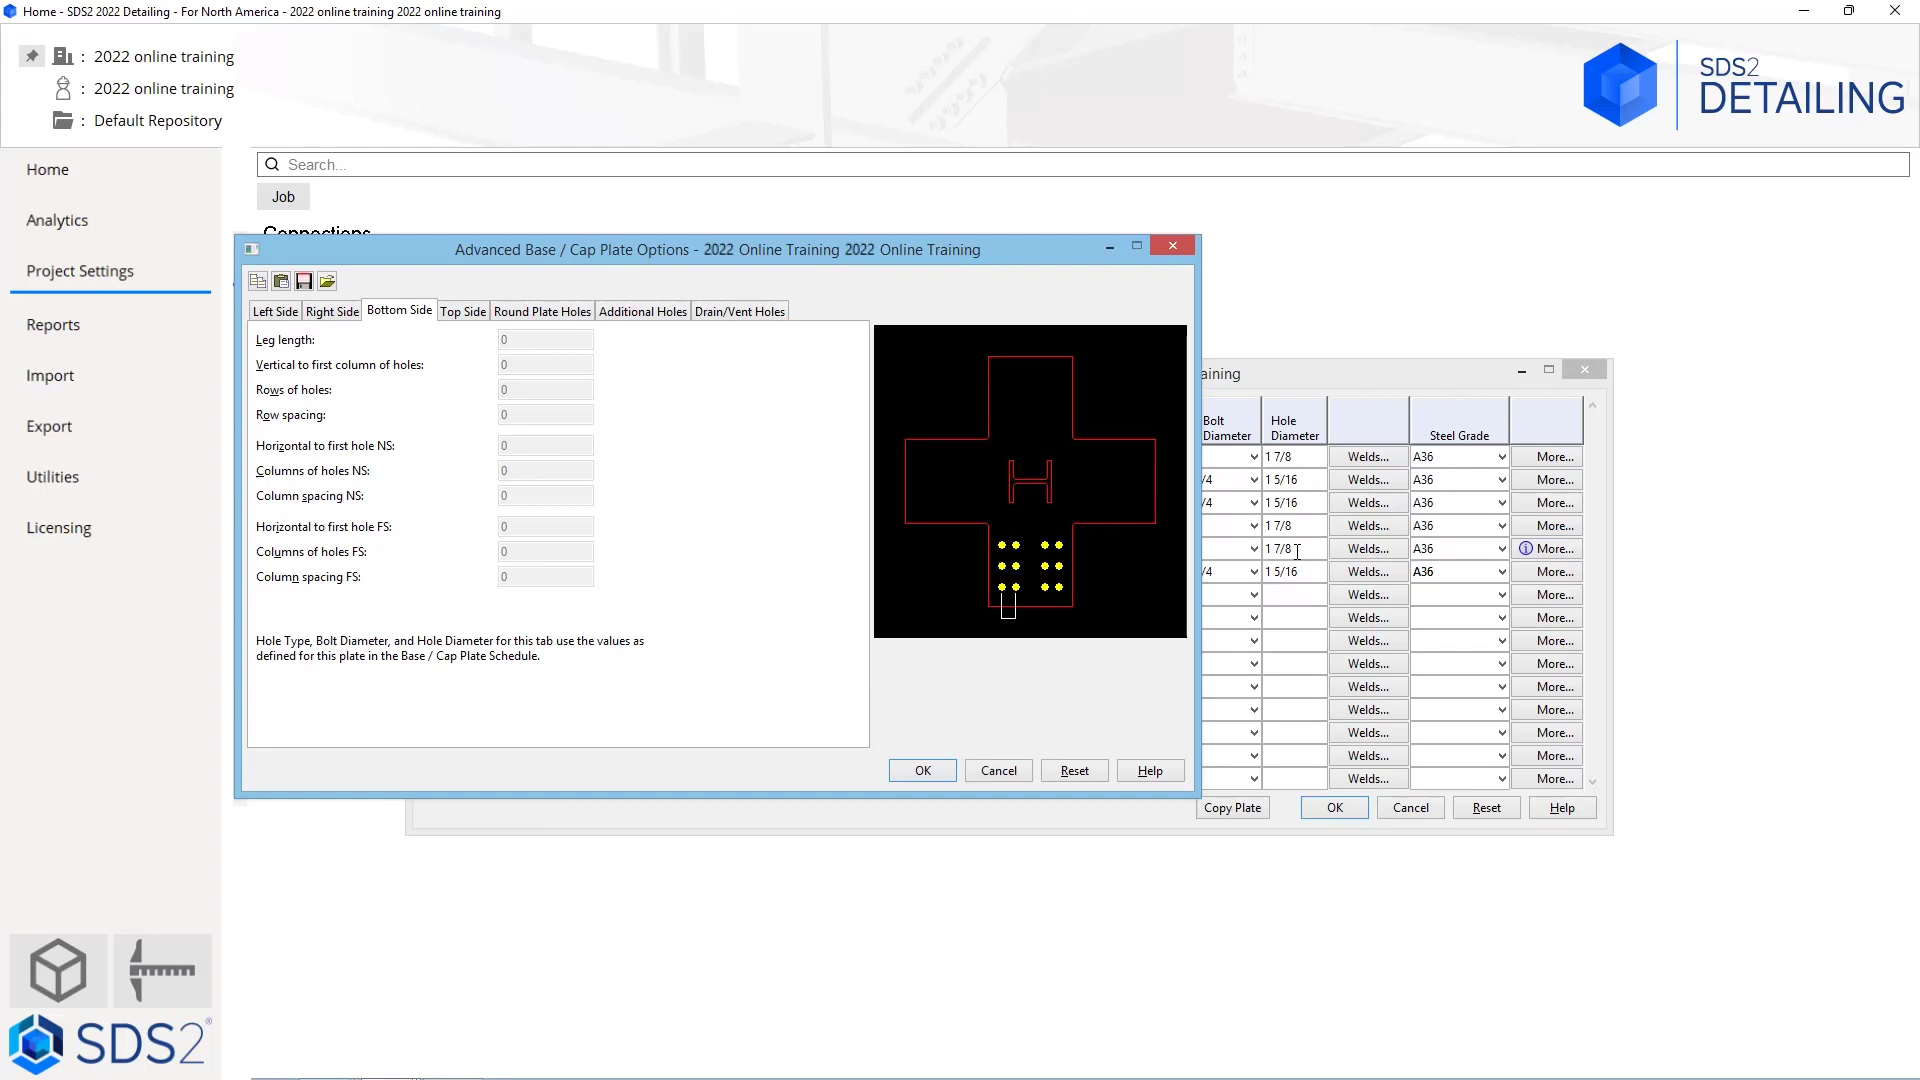 Home - SDS2 2022 Detailing - For North America - 2022 online training 2022 online training
: 2022 online training
: 2022 online training
: Default Repository
SDS2
DETAILING
Home
Analytics
Project Settings
Reports
Import
Export
Utilities
Licensing
SDS2®
Search...
Job
Connections
Advanced Base / Cap Plate Options - 2022 Online Training 2022 Online Training
Left Side Right Side Bottom Side Top Side Round Plate Holes Additional Holes Drain/Vent Holes
Leg length: 0
Vertical to first column of holes: 0
Rows of holes: 0
Row spacing: 0
Horizontal to first hole NS: 0
Columns of holes NS: 0
Column spacing NS: 0
Horizontal to first hole FS: 0
Columns of holes FS: 0
Column spacing FS: 0
Hole Type, Bolt Diameter, and Hole Diameter for this tab use the values as
defined for this plate in the Base / Cap Plate Schedule.
OK Cancel Reset Help
aining
Bolt Diameter Hole Diameter Steel Grade
1 7/8 Welds... A36 More...
/4 1 5/16 Welds... A36 More...
/4 1 5/16 Welds... A36 More...
1 7/8 Welds... A36 More...
1 7/8 Welds... A36 More...
/4 1 5/16 Welds... A36 More...
Welds... More...
Welds... More...
Welds... More...
Welds... More...
Welds... More...
Welds... More...
Welds... More...
Welds... More...
Welds... More...
Copy Plate OK Cancel Reset Help